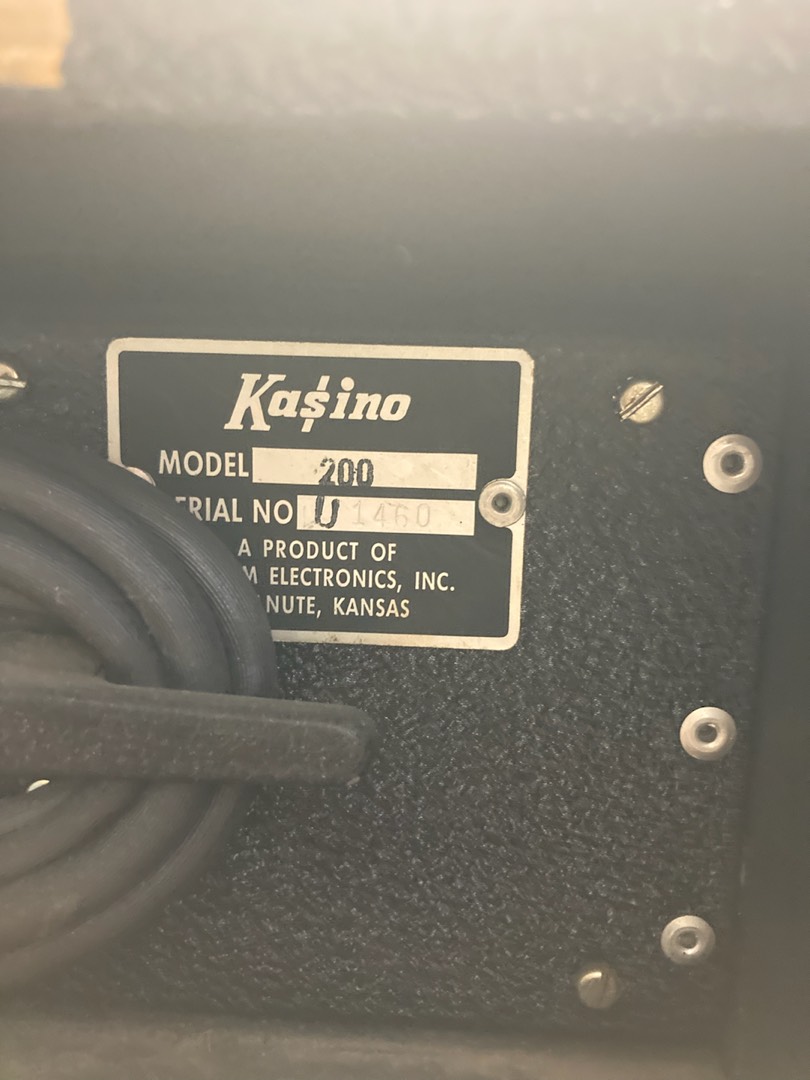 Ka$ino
MODEL 200
ERIAL NO U 1460
A PRODUCT OF
M ELECTRONICS, INC.
NUTE, KANSAS